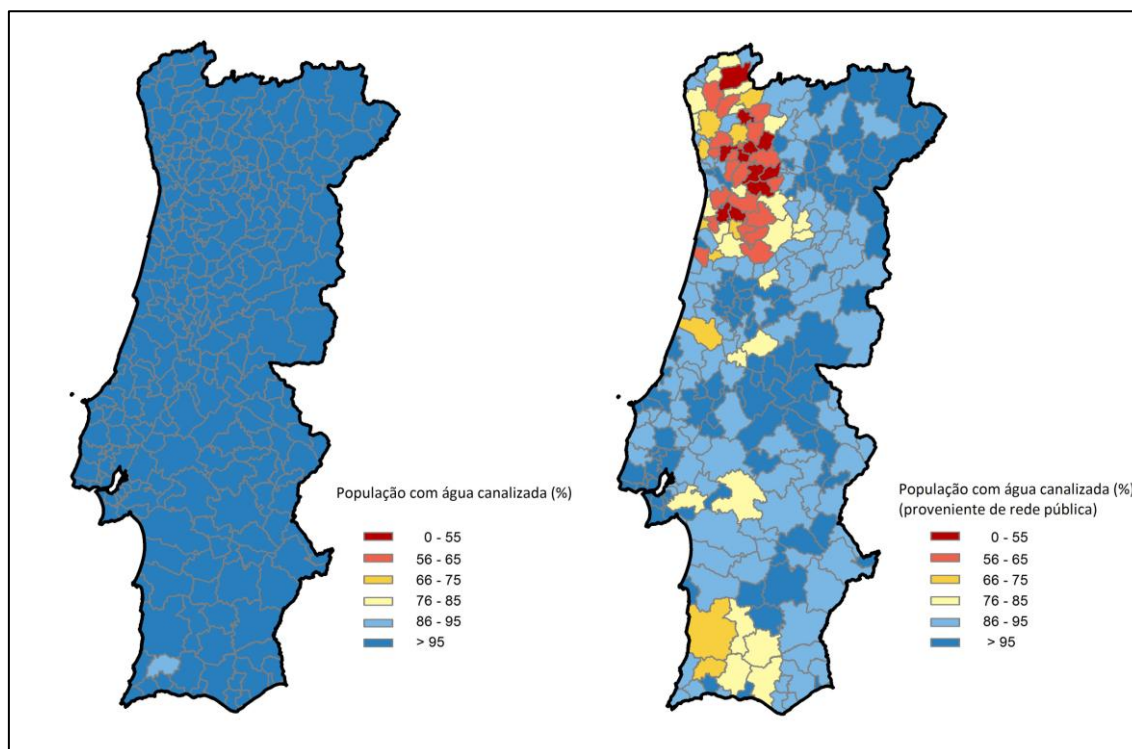 População com água canalizada (%)
0 - 55
56 - 65
66 - 75
76 - 85
86 - 95
> 95
População com água canalizada (%)
(proveniente de rede pública)
0 - 55
56 - 65
66 - 75
76 - 85
86 - 95
> 95